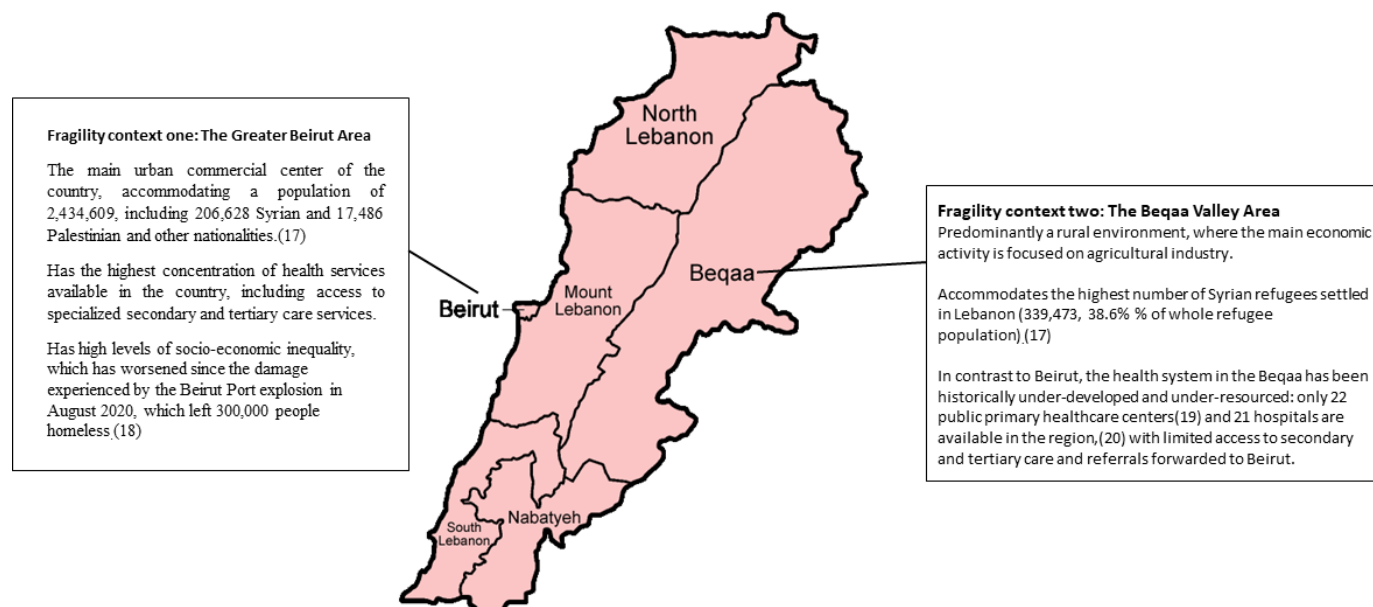 Fragility context one: The Greater Beirut Area
The main urban commercial center of the
country, accommodating a population of
2,434,609, including 206,628 Syrian and 17,486
Palestinian and other nationalities.(17)
Has the highest concentration of health services
available in the country, including access to
specialized secondary and tertiary care services.
Has high levels of socio-economic inequality,
which has worsened since the damage
experienced by the Beirut Port explosion in
August 2020, which left 300,000 people
homeless.(18)
North
Lebanon
Beqaa
Mount
Lebanon
Beirut
South
Lebanon
Nabatyeh
Fragility context two: The Beqaa Valley Area
Predominantly a rural environment, where the main economic
activity is focused on agricultural industry.
Accommodates the highest number of Syrian refugees settled
in Lebanon (339,473, 38.6% % of whole refugee
population).(17)
In contrast to Beirut, the health system in the Beqaa has been
historically under-developed and under-resourced: only 22
public primary healthcare centers(19) and 21 hospitals are
available in the region,(20) with limited access to secondary
and tertiary care and referrals forwarded to Beirut.